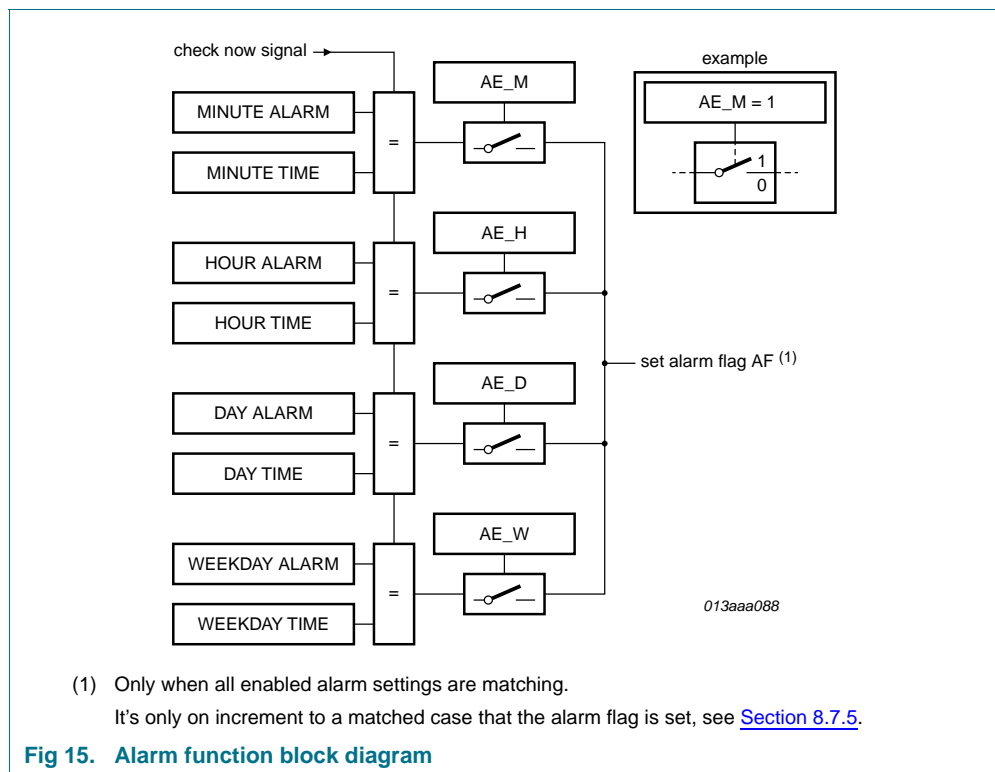 check now signal
example
AE_M
AE_M = 1
MINUTE ALARM
=
1
0
MINUTE TIME
AE_H
HOUR ALARM
=
HOUR TIME
set alarm flag AF (1)
AE_D
DAY ALARM
=
DAY TIME
AE_W
WEEKDAY ALARM
=
WEEKDAY TIME
013aaa088
(1) Only when all enabled alarm settings are matching.
It's only on increment to a matched case that the alarm flag is set, see Section 8.7.5.
Fig 15. Alarm function block diagram